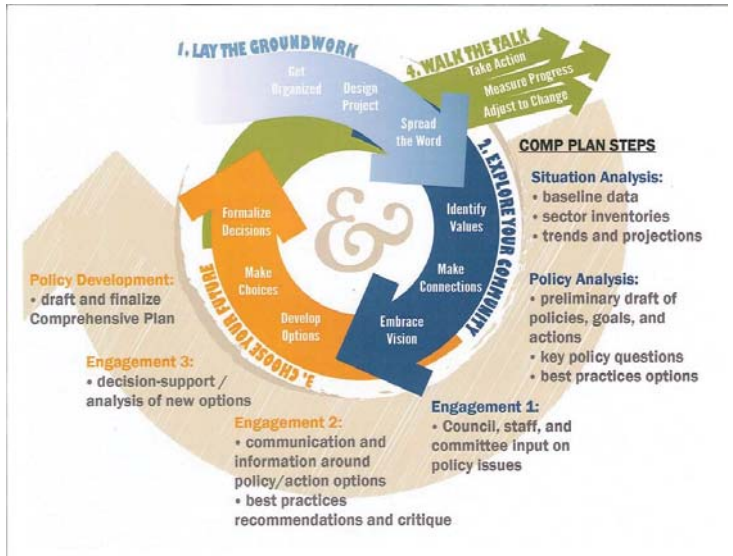 1. LAY THE GROUNDWORK
Get
Organized
Design
Project
Spread
the Word
4. WALK THE TALK
Take Action
Measure Progress
Adjust to Change
2. EXPLORE YOUR COMMUNITY
Identify
Values
Make
Connections
Embrace
Vision
3. CHOOSE YOUR FUTURE
Develop
Options
Make
Choices
Formalize
Decisions
&
COMP PLAN STEPS
Situation Analysis:
• baseline data
• sector inventories
• trends and projections
Policy Analysis:
• preliminary draft of
policies, goals, and
actions
• key policy questions
• best practices options
Engagement 1:
• Council, staff, and
committee input on
policy issues
Engagement 2:
• communication and
information around
policy/action options
• best practices
recommendations and critique
Engagement 3:
• decision-support /
analysis of new options
Policy Development:
• draft and finalize
Comprehensive Plan